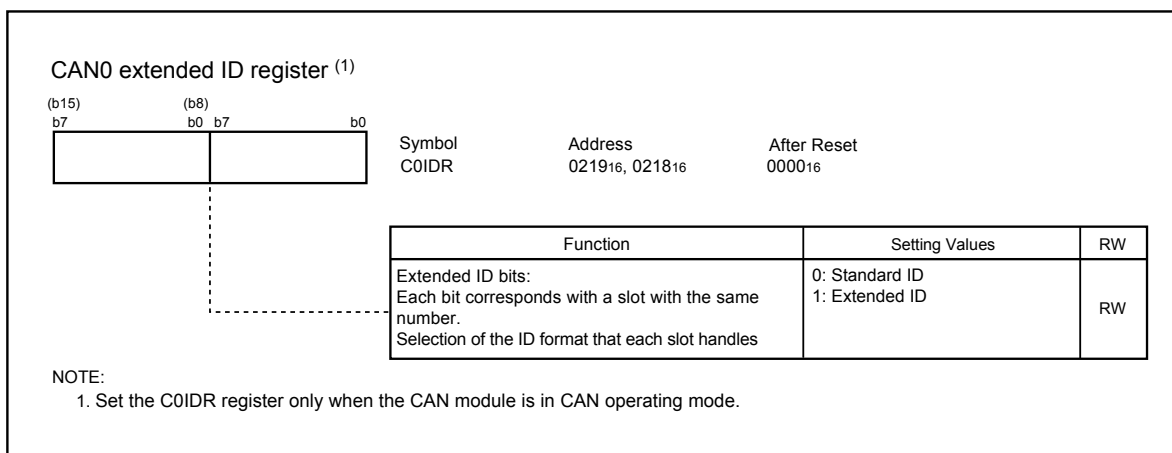 CAN0 extended ID register (1)
(b15) (b8)
b7 b0 b7 b0
Symbol Address After Reset
C0IDR 021916, 021816 000016
Function Setting Values RW
Extended ID bits: 0: Standard ID
Each bit corresponds with a slot with the same 1: Extended ID
number. RW
Selection of the ID format that each slot handles
NOTE:
1. Set the C0IDR register only when the CAN module is in CAN operating mode.